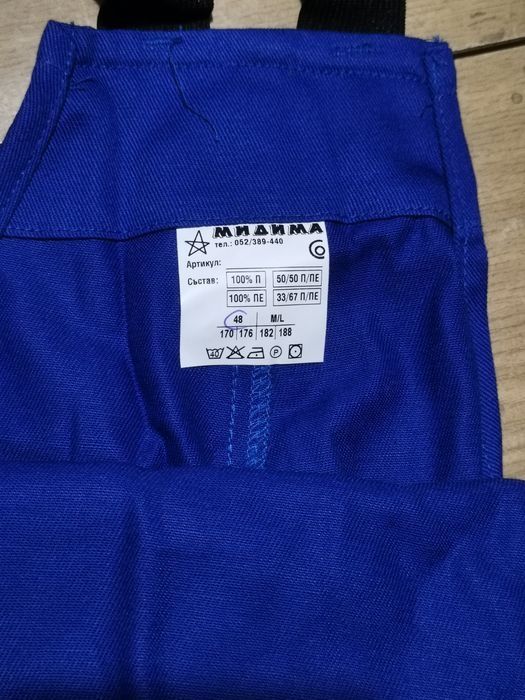 МИДИМА
тел.: 052/389-440
Артикул:
Състав: 100% П 50/50 П/ПЕ
100% ПЕ 33/67 П/ПЕ
48 M/L
170 176 182 188
40 P